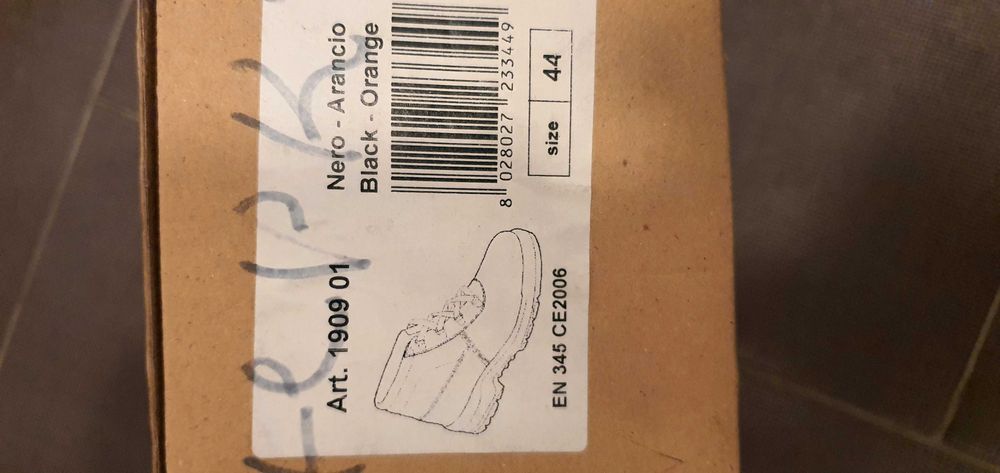 Art. 1909 01
Nero - Arancio
Black - Orange
8 028027 233449
EN 345 CE2006
size 44